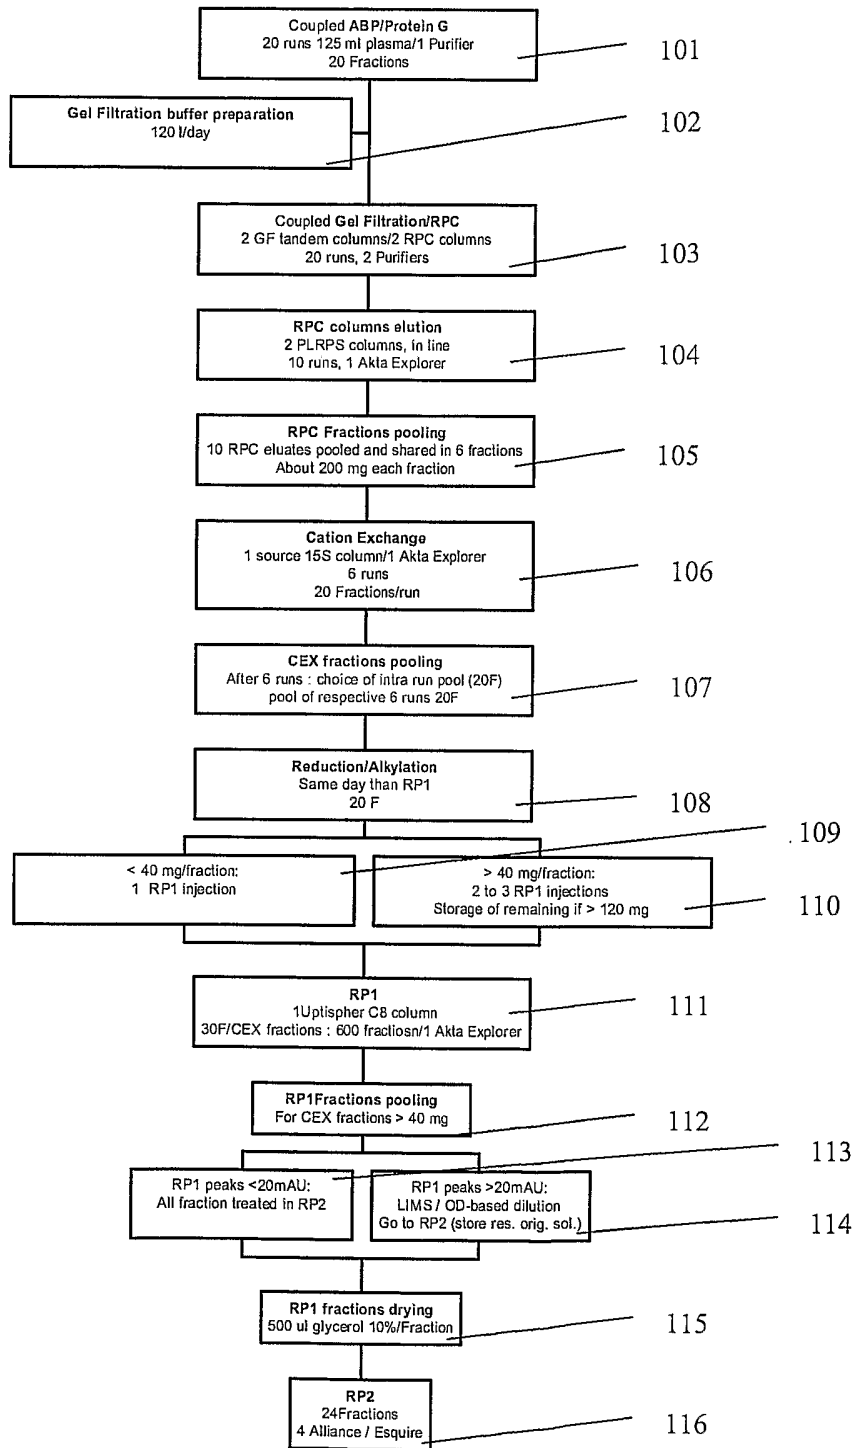 Coupled ABP/Protein G
20 runs 125 ml plasma/1 Purifier
20 Fractions
101
Gel Filtration buffer preparation
120 l/day
102
Coupled Gel Filtration/RPC
2 GF tandem columns/2 RPC columns
20 runs, 2 Purifiers
103
RPC columns elution
2 PLRPS columns, in line
10 runs, 1 Akta Explorer
104
RPC Fractions pooling
10 RPC eluates pooled and shared in 6 fractions
About 200 mg each fraction
105
Cation Exchange
1 source 15S column/1 Akta Explorer
6 runs
20 Fractions/run
106
CEX fractions pooling
After 6 runs : choice of intra run pool (20F)
pool of respective 6 runs 20F
107
Reduction/Alkylation
Same day than RP1
20 F
108
< 40 mg/fraction:
1 RP1 injection
109
> 40 mg/fraction:
2 to 3 RP1 injections
Storage of remaining if > 120 mg
110
RP1
1Uptispher C8 column
30F/CEX fractions : 600 fractiosn/1 Akta Explorer
111
RP1Fractions pooling
For CEX fractions > 40 mg
112
RP1 peaks <20mAU:
All fraction treated in RP2
113
RP1 peaks >20mAU:
LIMS / OD-based dilution
Go to RP2 (store res. orig. sol.)
114
RP1 fractions drying
500 ul glycerol 10%/Fraction
115
RP2
24Fractions
4 Alliance / Esquire
116